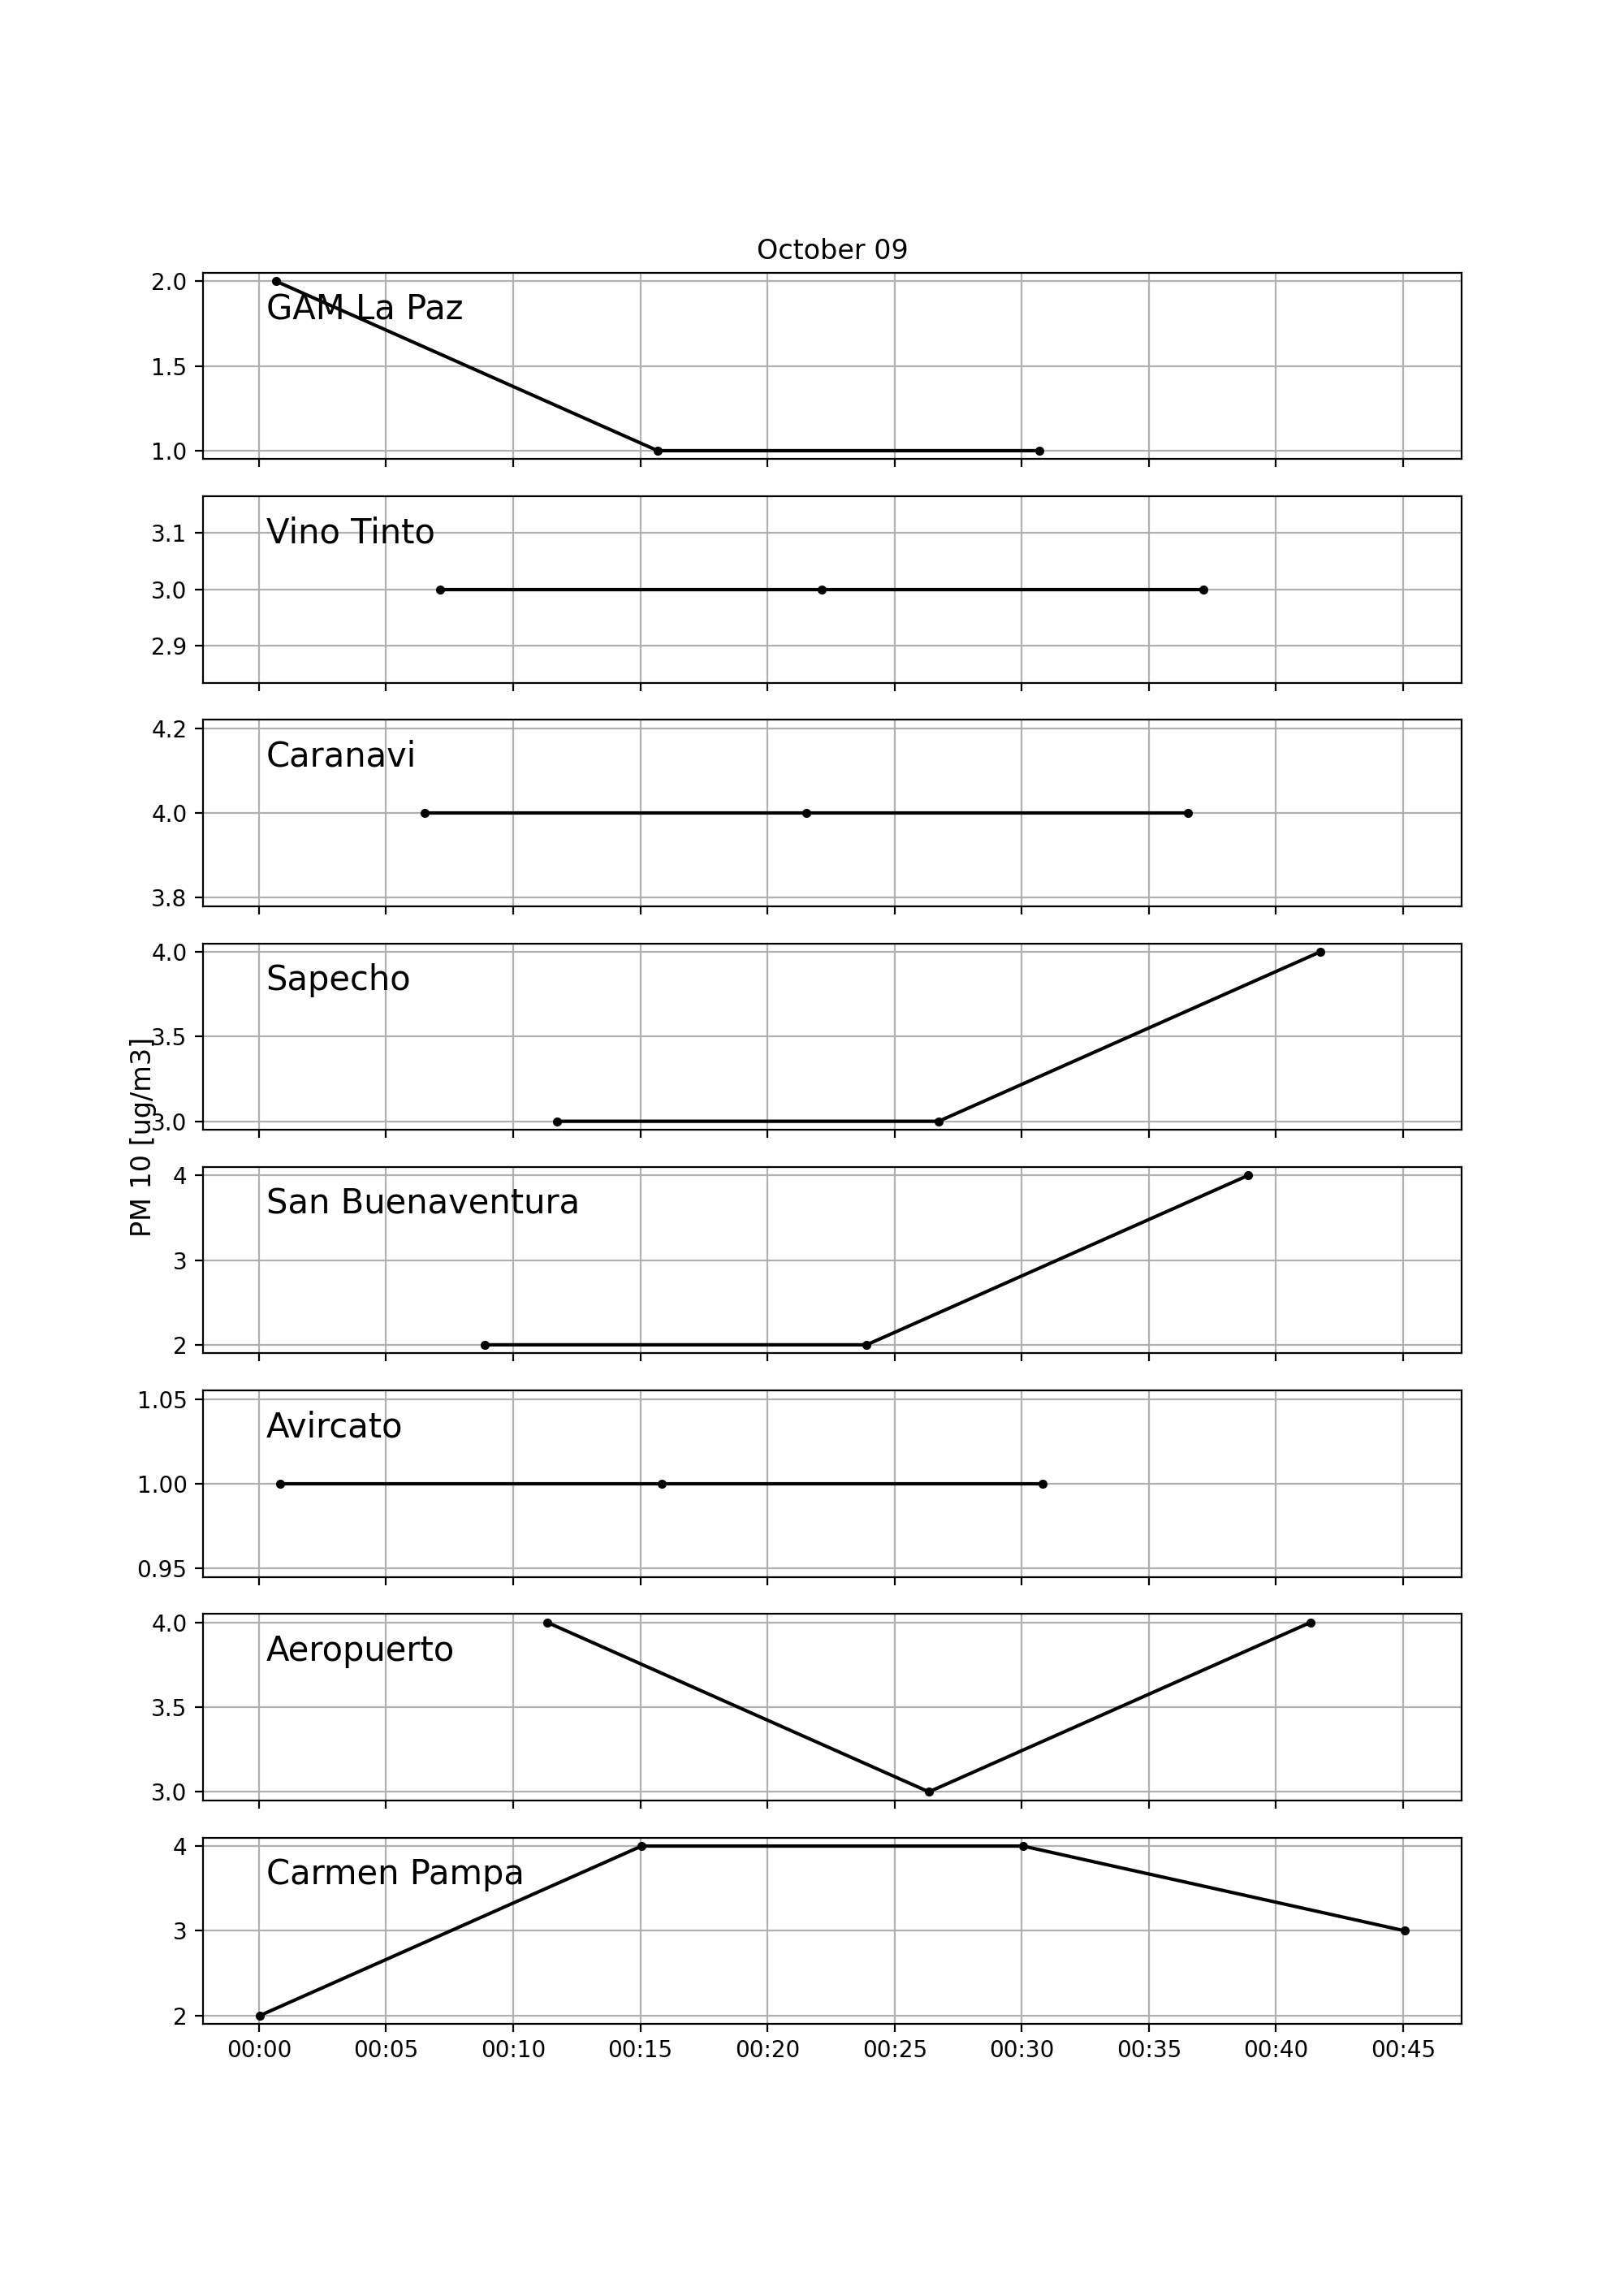 October 09
2.0
GAM La Paz
1.5
1.0
3.1
Vino Tinto
3.0
2.9
4.2
Caranavi
4.0
3.8
4.0
Sapecho
3.5
3.0
PM 10 [ug/m3]
4
San Buenaventura
3
2
1.05
Avircato
1.00
0.95
4.0
Aeropuerto
3.5
3.0
4
Carmen Pampa
3
2
00:00 00:05 00:10 00:15 00:20 00:25 00:30 00:35 00:40 00:45